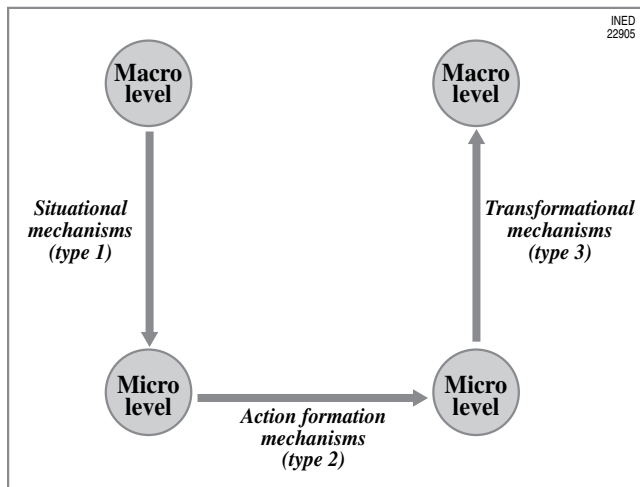 INED
22905
Macro
level
Macro
level
Situational
mechanisms
(type 1)
Transformational
mechanisms
(type 3)
Micro
level
Micro
level
Action formation
mechanisms
(type 2)